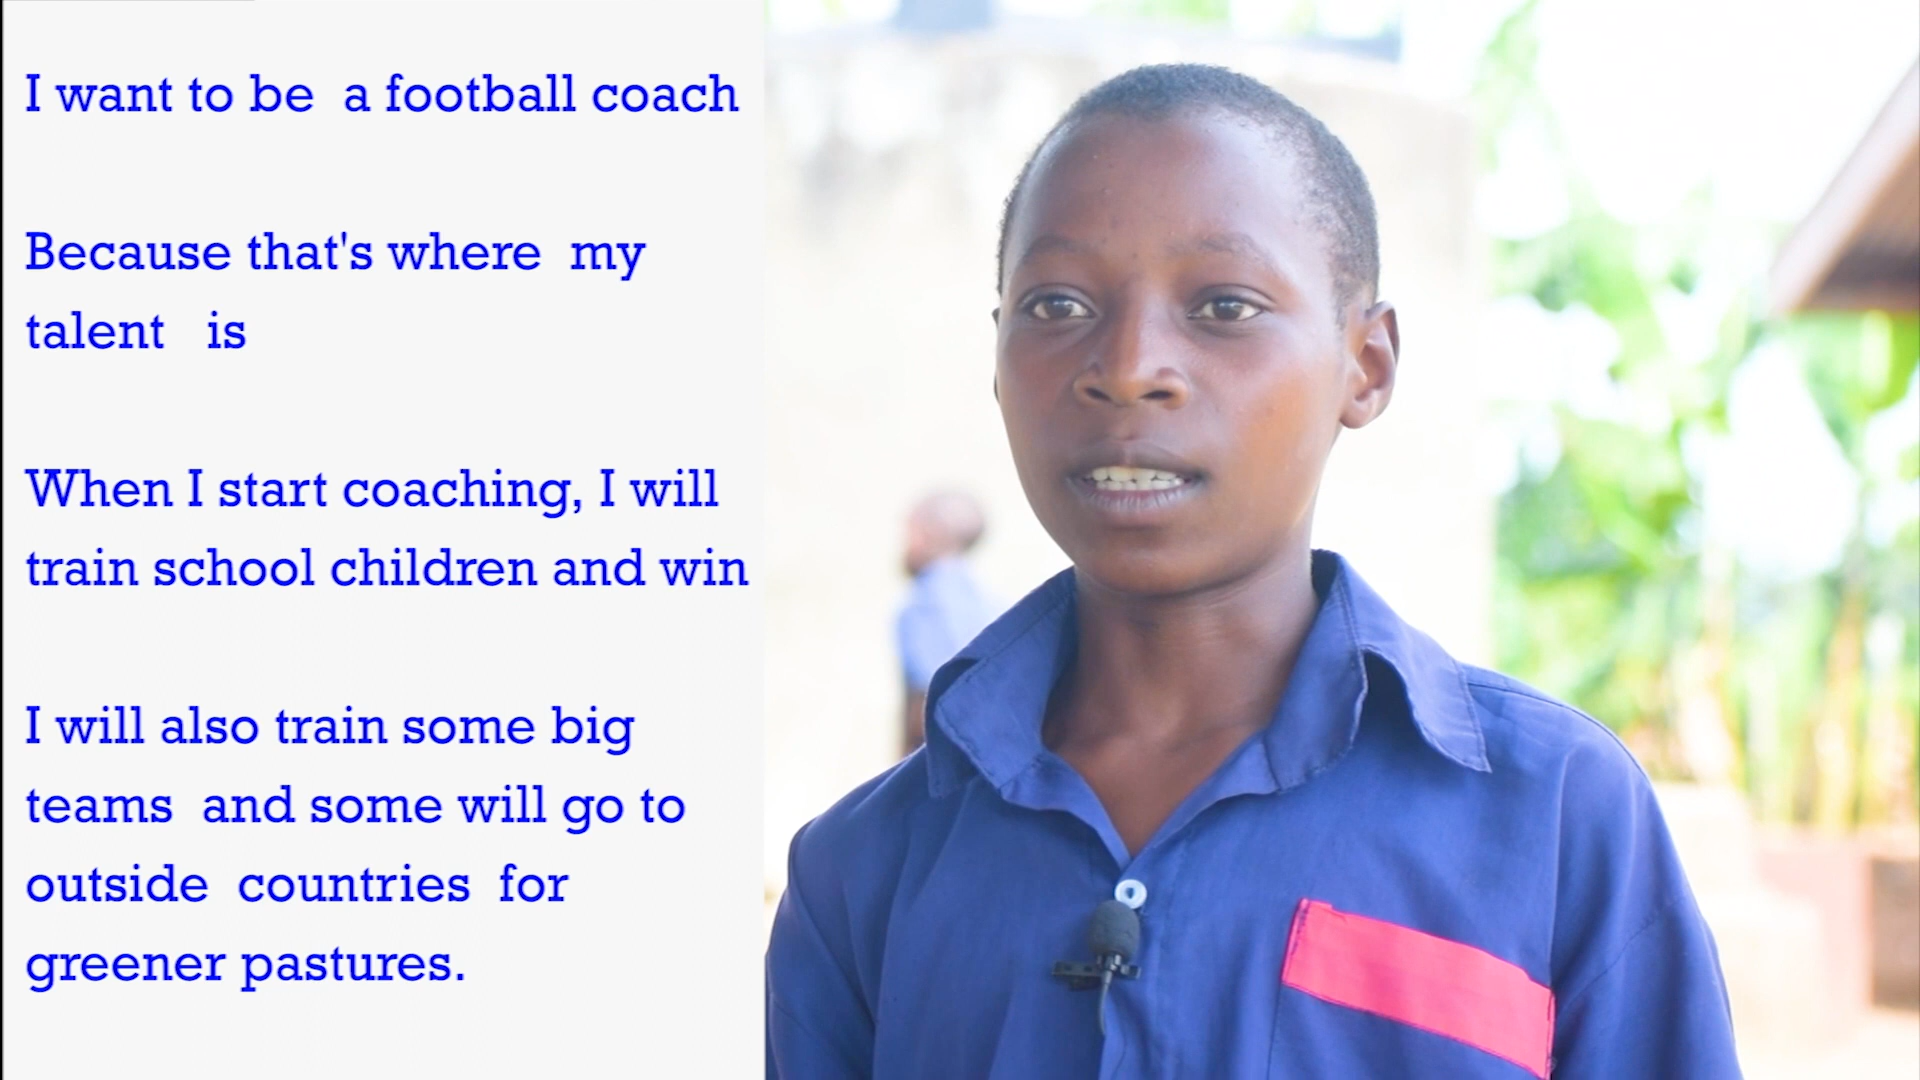 I want to be  a football coach
Because that's where  my
talent   is
When I start coaching, I will
train school children and win
I will also train some big
teams  and some will go to
outside  countries  for
greener pastures.